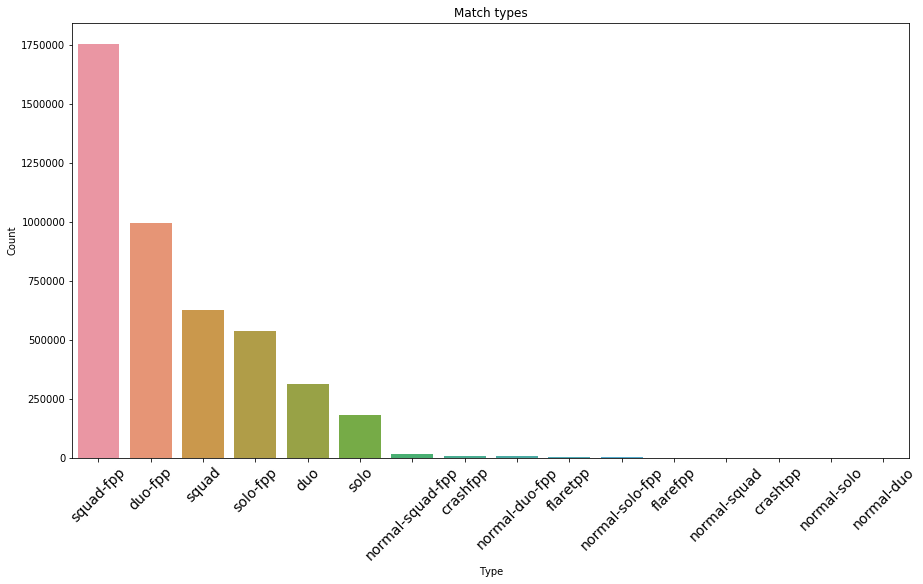 Match types
1750000
1500000
1250000
1000000
750000
500000
250000
0
Count
squad-fpp
duo-fpp
squad
solo-fpp
duo
solo
normal-squad-fpp
crashfpp
normal-duo-fpp
flaretpp
normal-solo-fpp
flarefpp
normal-squad
crashtpp
normal-solo
normal-duo
Type